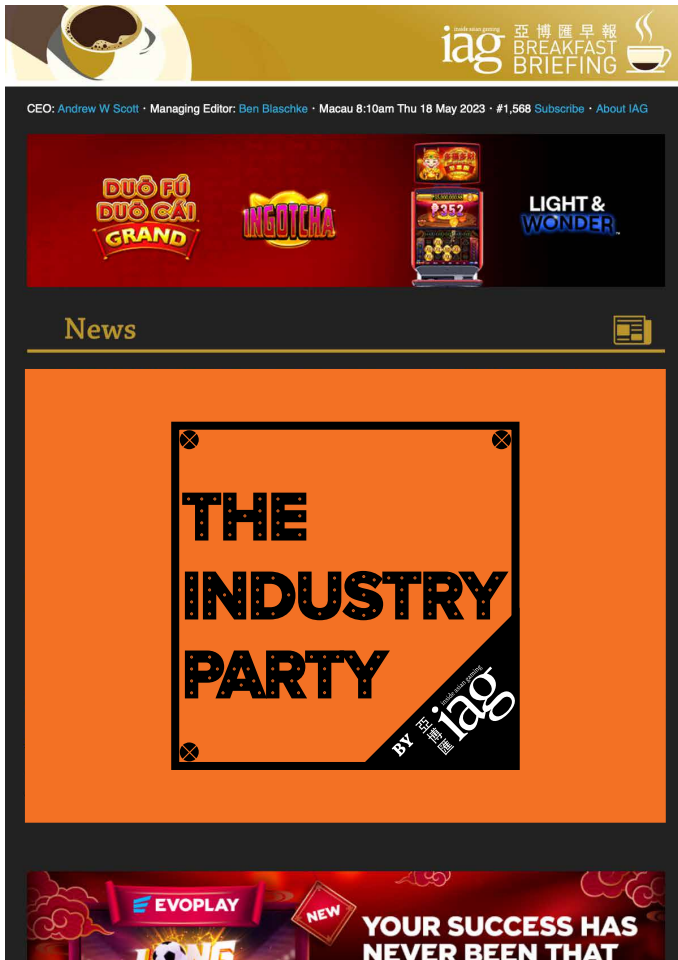 inside asian gaming
iag
亞博匯早報
BREAKFAST
BRIEFING
CEO: Andrew W Scott · Managing Editor: Ben Blaschke · Macau 8:10am Thu 18 May 2023 · #1,568 Subscribe · About IAG
DUŌ FÚ
DUŌ CÁI
GRAND
INGOTCHA
352
LIGHT &
WONDER
News
THE
INDUSTRY
PARTY
BY 亞博匯 iag
inside asian gaming
EVOPLAY
LONG
NEW
YOUR SUCCESS HAS
NEVER BEEN THAT